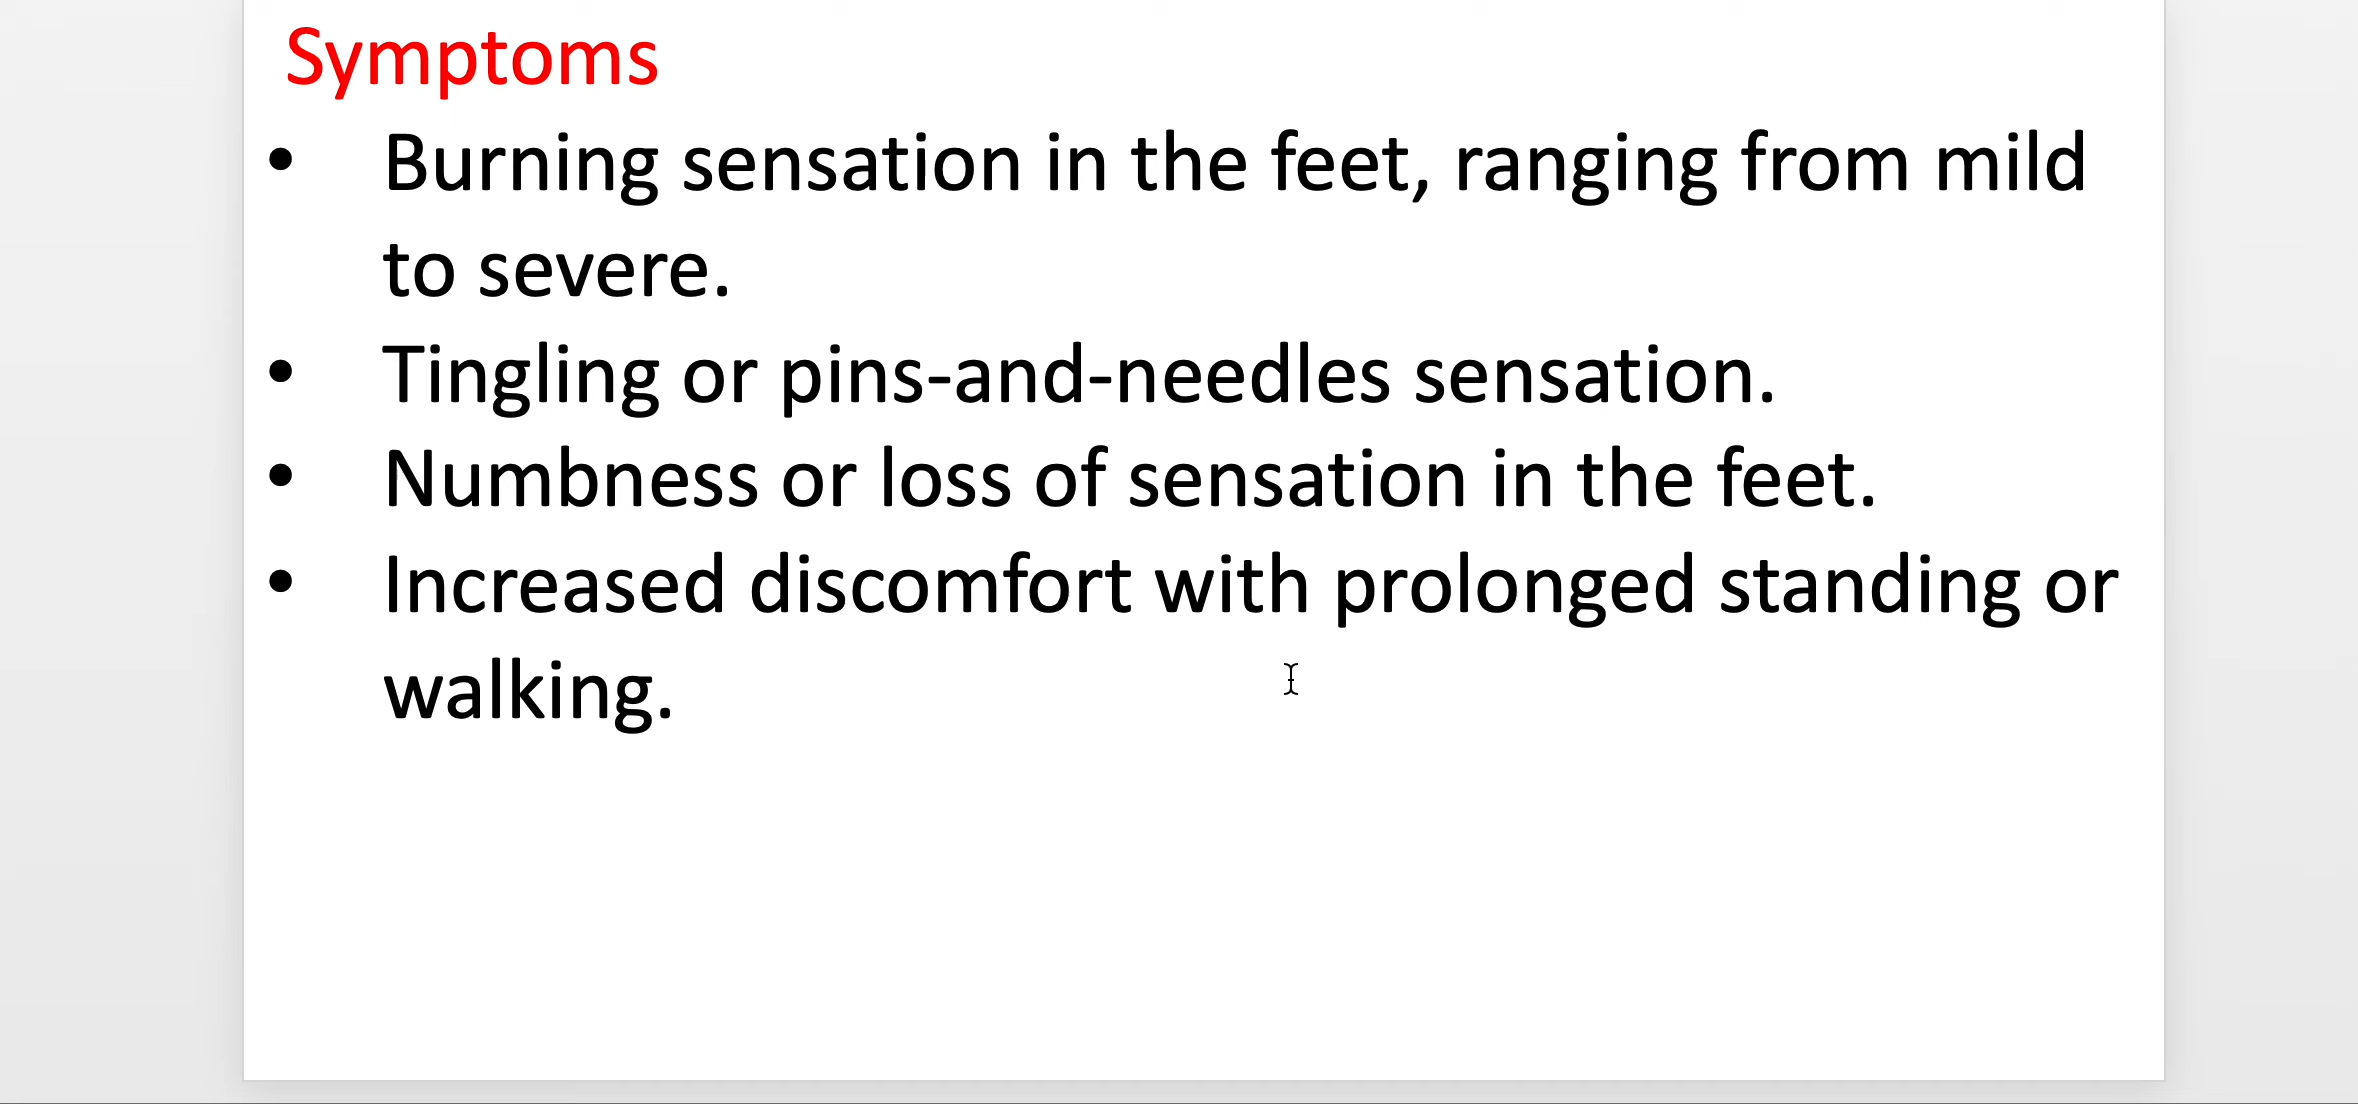 Symptoms
• Burning sensation in the feet, ranging from mild
to severe.
• Tingling or pins-and-needles sensation.
• Numbness or loss of sensation in the feet.
• Increased discomfort with prolonged standing or
walking.